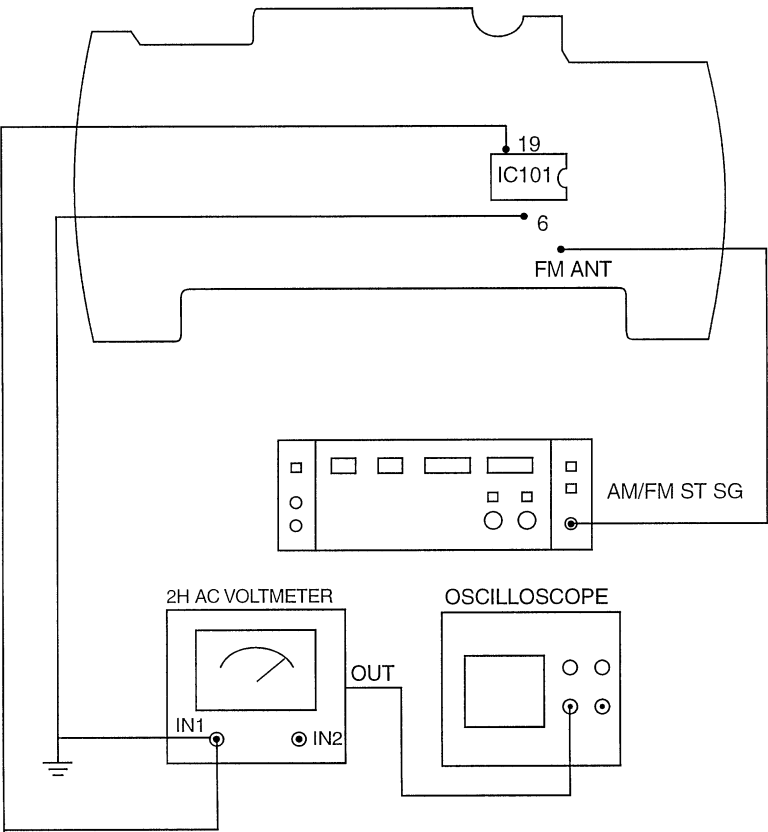 19
IC101
6
FM ANT
AM/FM ST SG
2H AC VOLTMETER
OSCILLOSCOPE
OUT
IN1
IN2